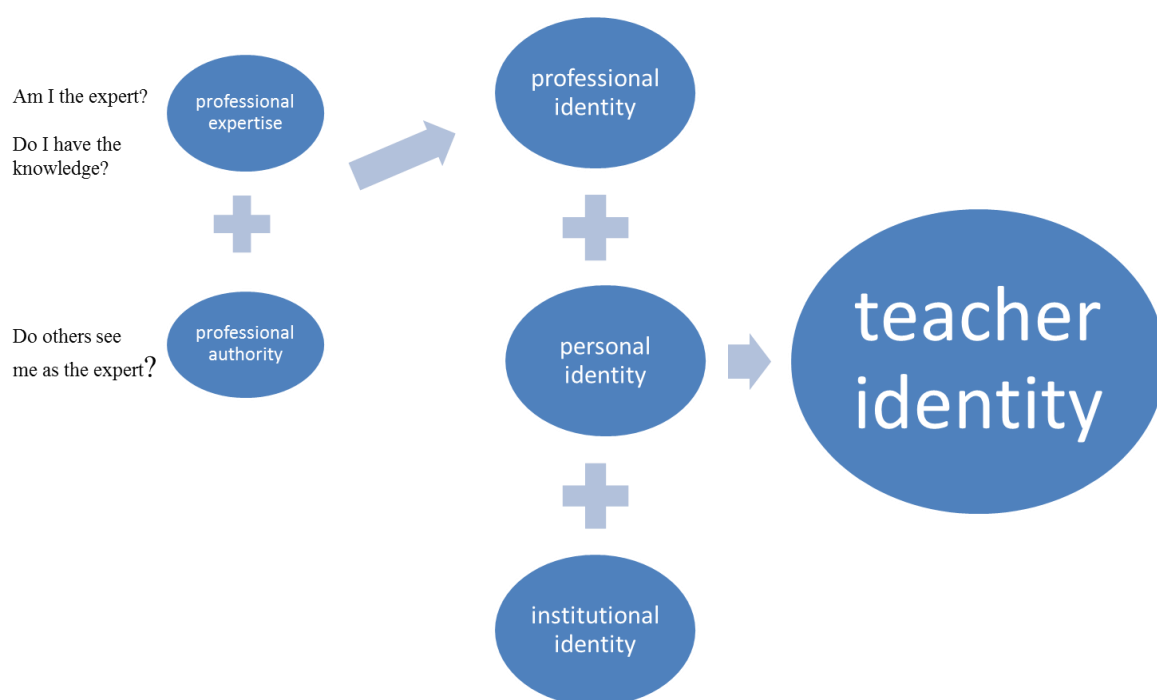 Am I the expert?
Do I have the
knowledge?
professional
expertise
Do others see
me as the expert?
professional
authority
professional
identity
personal
identity
institutional
identity
teacher
identity